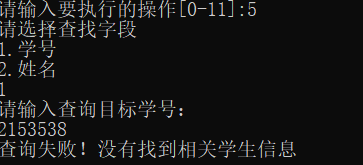 请输入要执行的操作[0-11]:5
请选择查找字段
1.学号
2.姓名
1
请输入查询目标学号：
2153538
查询失败！没有找到相关学生信息